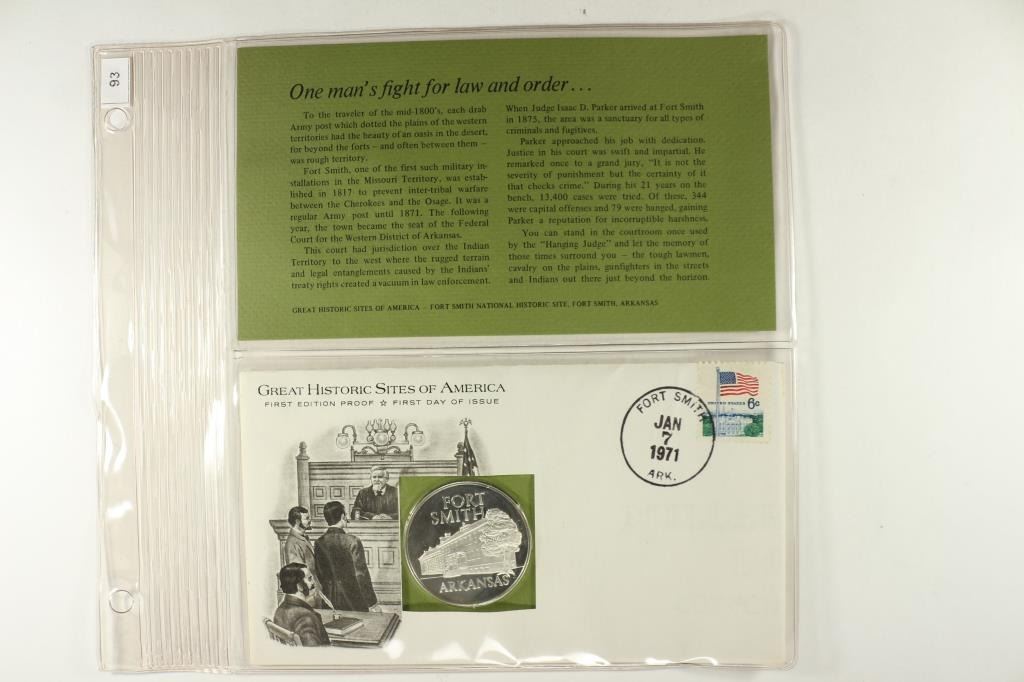 93
One man's fight for law and order...
To the traveler of the mid-1800's, each drab
Army post which dotted the plains of the western
territories had the beauty of an oasis in the desert,
for beyond the forts – and often between them –
was rough territory.
Fort Smith, one of the first such military in-
stallations in the Missouri Territory, was estab-
lished in 1817 to prevent inter-tribal warfare
between the Cherokees and the Osage. It was a
regular Army post until 1871. The following
year, the town became the seat of the Federal
Court for the Western District of Arkansas.
This court had jurisdiction over the Indian
Territory to the west where the rugged terrain
and legal entanglements caused by the Indians'
treaty rights created a vacuum in law enforcement.
When Judge Isaac D. Parker arrived at Fort Smith
in 1875, the area was a sanctuary for all types of
criminals and fugitives.
Parker approached his job with dedication.
Justice in his court was swift and impartial. He
remarked once to a grand jury, "It is not the
severity of punishment but the certainty of it
that checks crime." During his 21 years on the
bench, 13,400 cases were tried. Of these, 344
were capital offenses and 79 were hanged, gaining
Parker a reputation for incorruptible harshness.
You can stand in the courtroom once used
by the "Hanging Judge" and let the memory of
those times surround you – the tough lawmen,
cavalry on the plains, gunfighters in the streets
and Indians out there just beyond the horizon.
GREAT HISTORIC SITES OF AMERICA – FORT SMITH NATIONAL HISTORIC SITE, FORT SMITH, ARKANSAS
GREAT HISTORIC SITES OF AMERICA
FIRST EDITION PROOF ☆ FIRST DAY OF ISSUE
FORT SMITH
JAN
7
1971
ARK.
UNITED STATES 6c
FORT
SMITH
ARKANSAS